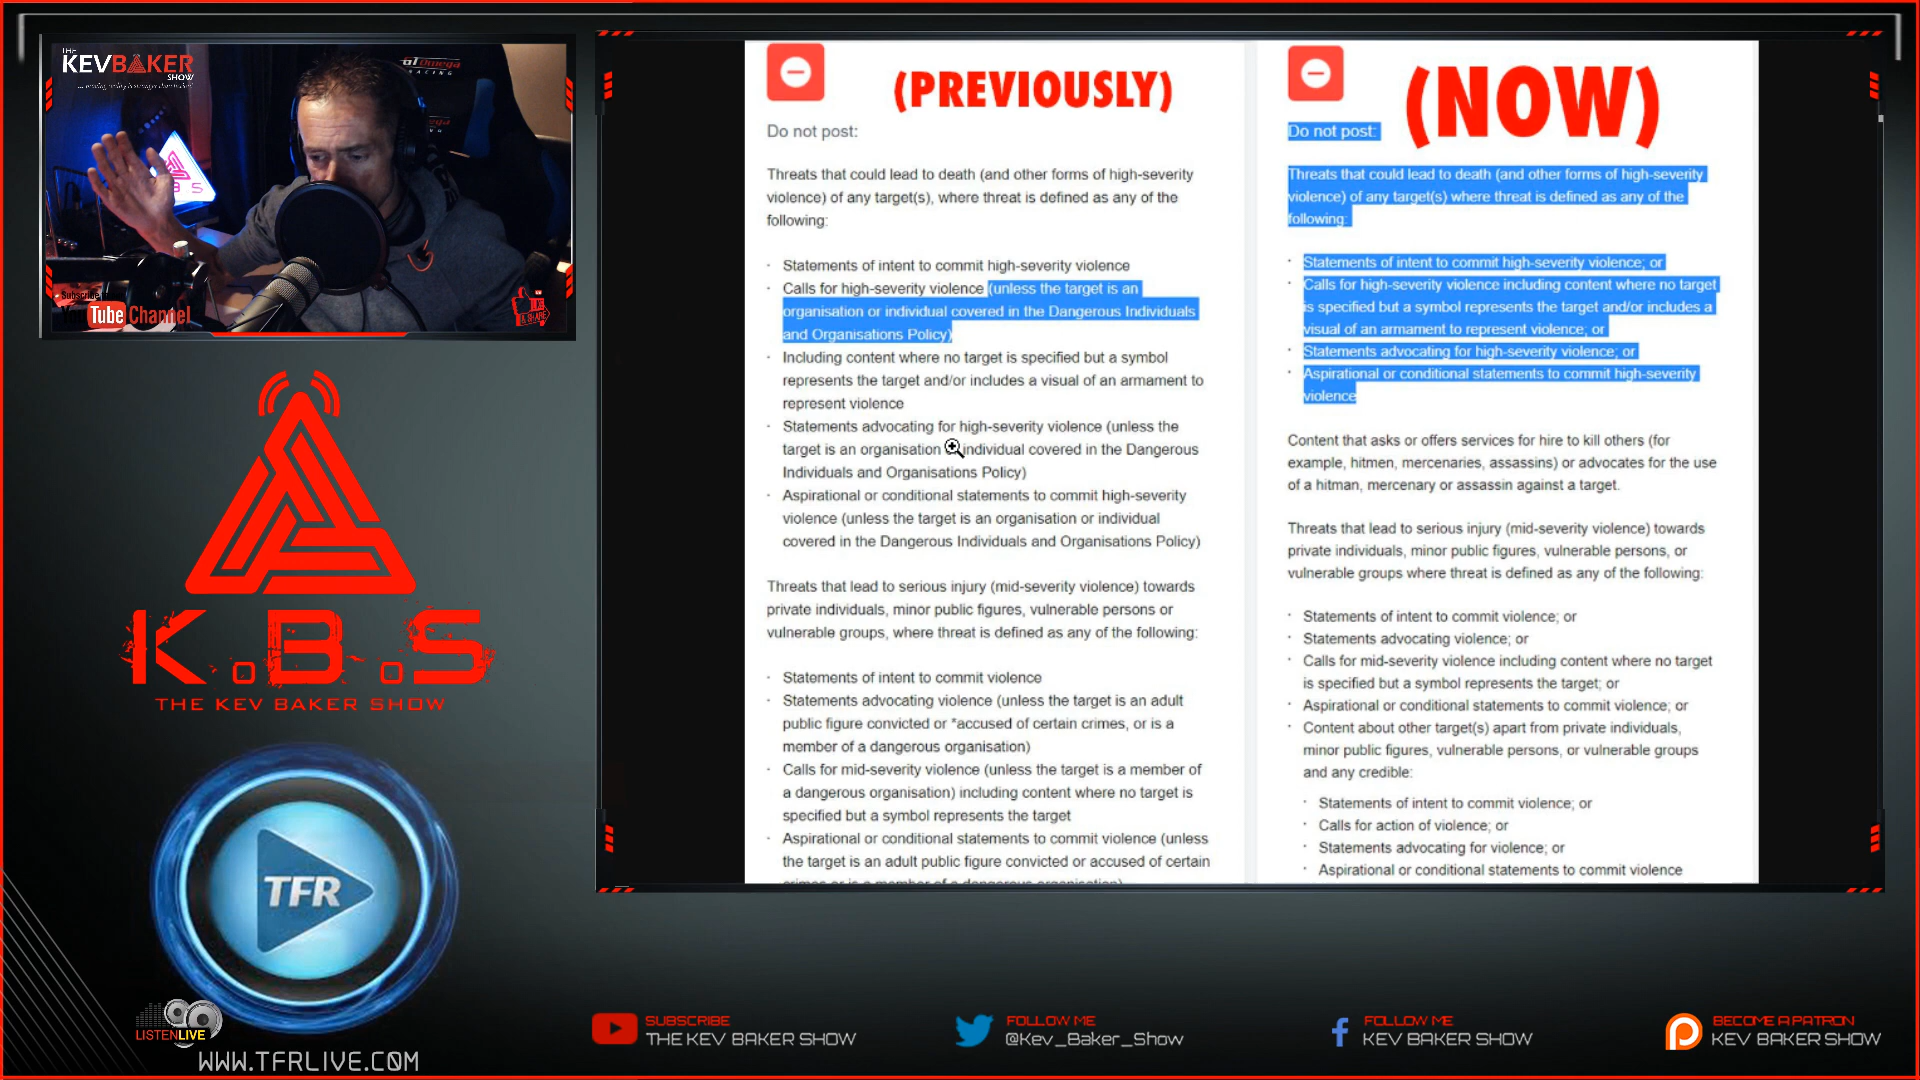 THE
KEVBAKER
SHOW
GTOmega
RACING
K B S
Subscribe
Tube Channel
& SHARE
K.B.S
THE KEV BAKER SHOW
TFR
LISTENLIVE
WWW.TFRLIVE.COM
(PREVIOUSLY)
Do not post:
Threats that could lead to death (and other forms of high-severity
violence) of any target(s), where threat is defined as any of the
following:
· Statements of intent to commit high-severity violence
· Calls for high-severity violence (unless the target is an
organisation or individual covered in the Dangerous Individuals
and Organisations Policy)
· Including content where no target is specified but a symbol
represents the target and/or includes a visual of an armament to
represent violence
· Statements advocating for high-severity violence (unless the
target is an organisation individual covered in the Dangerous
Individuals and Organisations Policy)
· Aspirational or conditional statements to commit high-severity
violence (unless the target is an organisation or individual
covered in the Dangerous Individuals and Organisations Policy)
Threats that lead to serious injury (mid-severity violence) towards
private individuals, minor public figures, vulnerable persons or
vulnerable groups, where threat is defined as any of the following:
· Statements of intent to commit violence
· Statements advocating violence (unless the target is an adult
public figure convicted or *accused of certain crimes, or is a
member of a dangerous organisation)
· Calls for mid-severity violence (unless the target is a member of
a dangerous organisation) including content where no target is
specified but a symbol represents the target
· Aspirational or conditional statements to commit violence (unless
the target is an adult public figure convicted or accused of certain
crimes or is a member of a dangerous organisation)
(NOW)
Do not post:
Threats that could lead to death (and other forms of high-severity
violence) of any target(s) where threat is defined as any of the
following:
· Statements of intent to commit high-severity violence; or
· Calls for high-severity violence including content where no target
is specified but a symbol represents the target and/or includes a
visual of an armament to represent violence; or
· Statements advocating for high-severity violence; or
· Aspirational or conditional statements to commit high-severity
violence
Content that asks or offers services for hire to kill others (for
example, hitmen, mercenaries, assassins) or advocates for the use
of a hitman, mercenary or assassin against a target.
Threats that lead to serious injury (mid-severity violence) towards
private individuals, minor public figures, vulnerable persons, or
vulnerable groups where threat is defined as any of the following:
· Statements of intent to commit violence; or
· Statements advocating violence; or
· Calls for mid-severity violence including content where no target
is specified but a symbol represents the target; or
· Aspirational or conditional statements to commit violence; or
· Content about other target(s) apart from private individuals,
minor public figures, vulnerable persons, or vulnerable groups
and any credible:
· Statements of intent to commit violence; or
· Calls for action of violence; or
· Statements advocating for violence; or
· Aspirational or conditional statements to commit violence
SUBSCRIBE
THE KEV BAKER SHOW
FOLLOW ME
@Kev_Baker_Show
FOLLOW ME
KEV BAKER SHOW
BECOME A PATRON
KEV BAKER SHOW